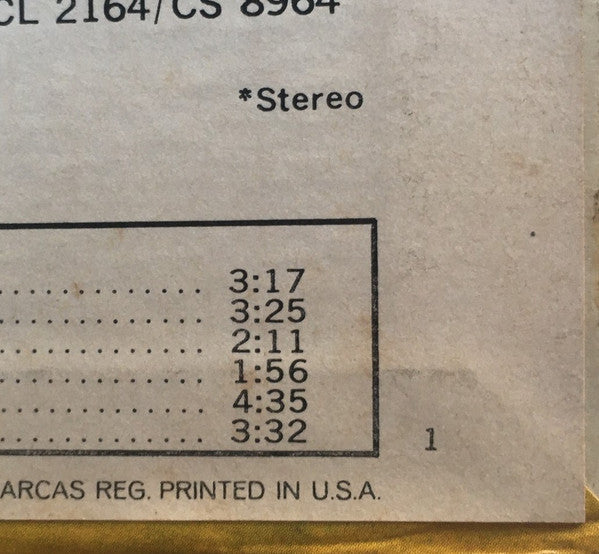 CL 2164/CS 8964
*Stereo
.............. 3:17
.............. 3:25
.............. 2:11
.............. 1:56
.............. 4:35
.............. 3:32
1
ARCAS REG. PRINTED IN U.S.A.